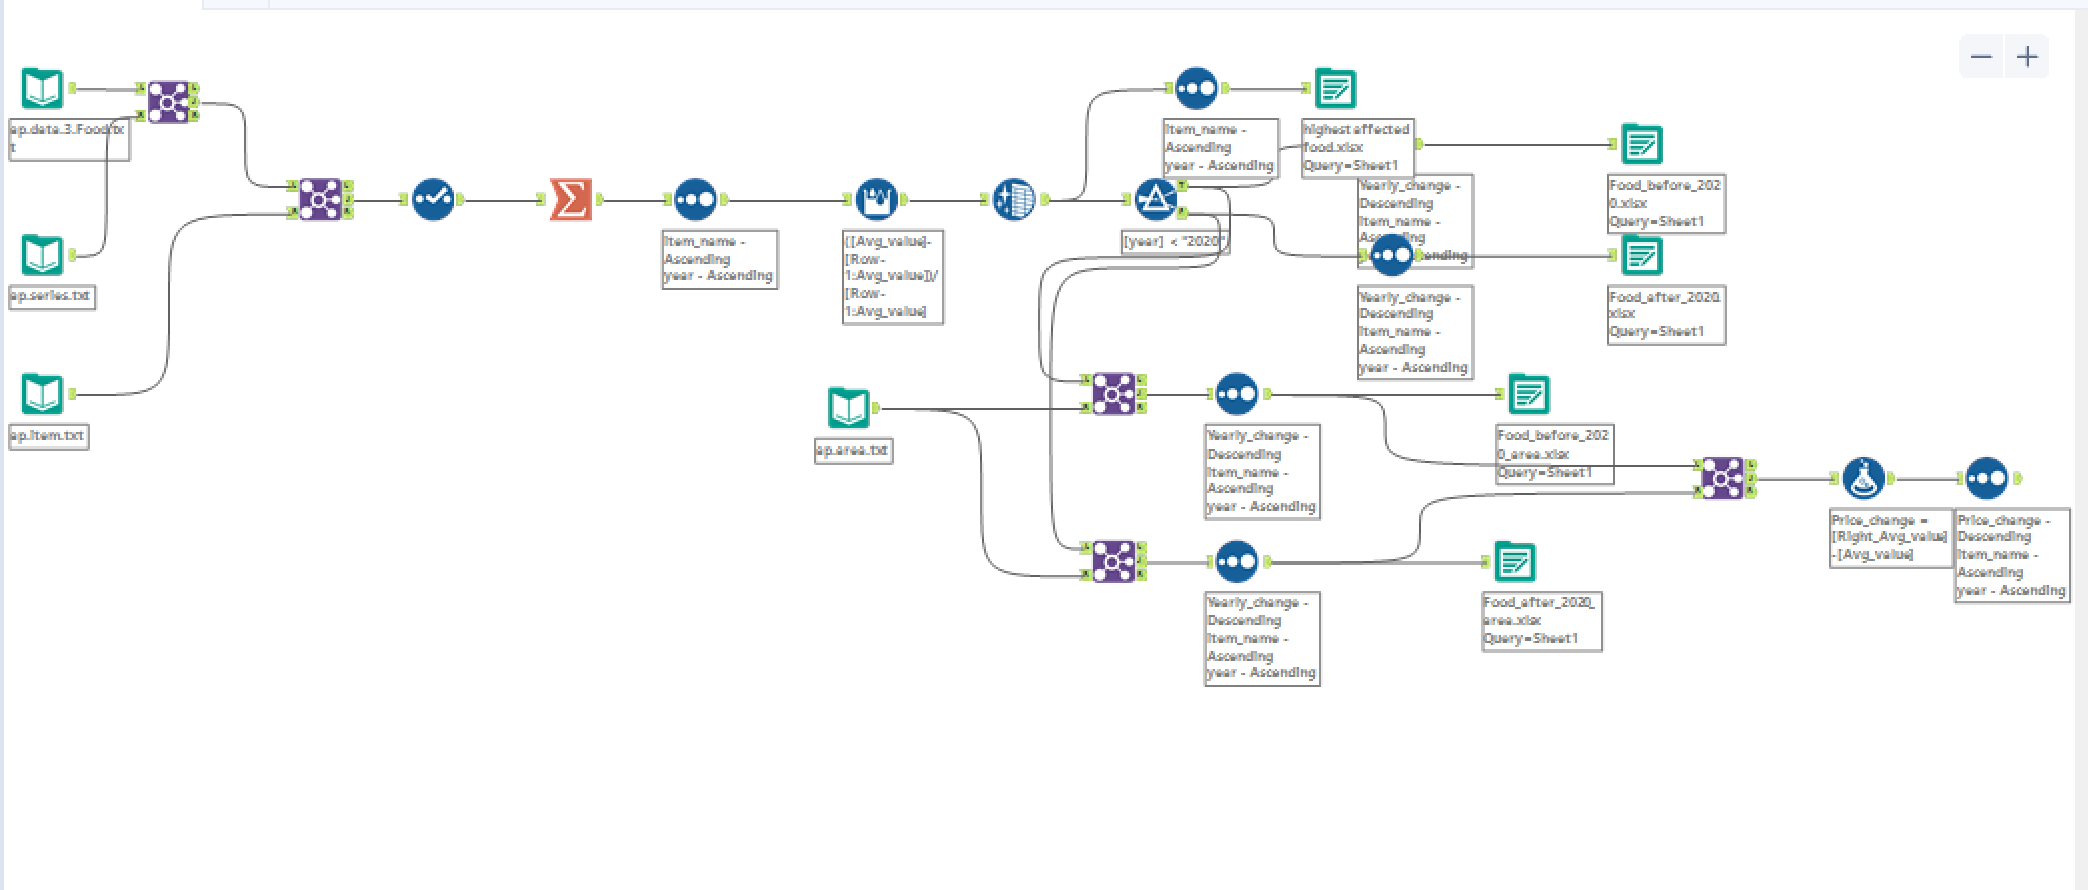 ap.data.3.Food.tx
t
ap.series.txt
ap.item.txt
Item_name -
Ascending
year - Ascending
([Avg_value]-
[Row-
1:Avg_value])/
[Row-
1:Avg_value]
Item_name -
Ascending
year - Ascending
highest affected
food.xlsx
Query=Sheet1
[year] < "2020"
Yearly_change -
Descending
Item_name -
Ascending
Food_before_202
0.xlsx
Query=Sheet1
Yearly_change -
Descending
Item_name -
Ascending
year - Ascending
Food_after_2020.
xlsx
Query=Sheet1
ap.area.txt
Yearly_change -
Descending
Item_name -
Ascending
year - Ascending
Food_before_202
0_area.xlsx
Query=Sheet1
Yearly_change -
Descending
Item_name -
Ascending
year - Ascending
Food_after_2020_
area.xlsx
Query=Sheet1
Price_change =
[Right_Avg_value]
-[Avg_value]
Price_change -
Descending
Item_name -
Ascending
year - Ascending